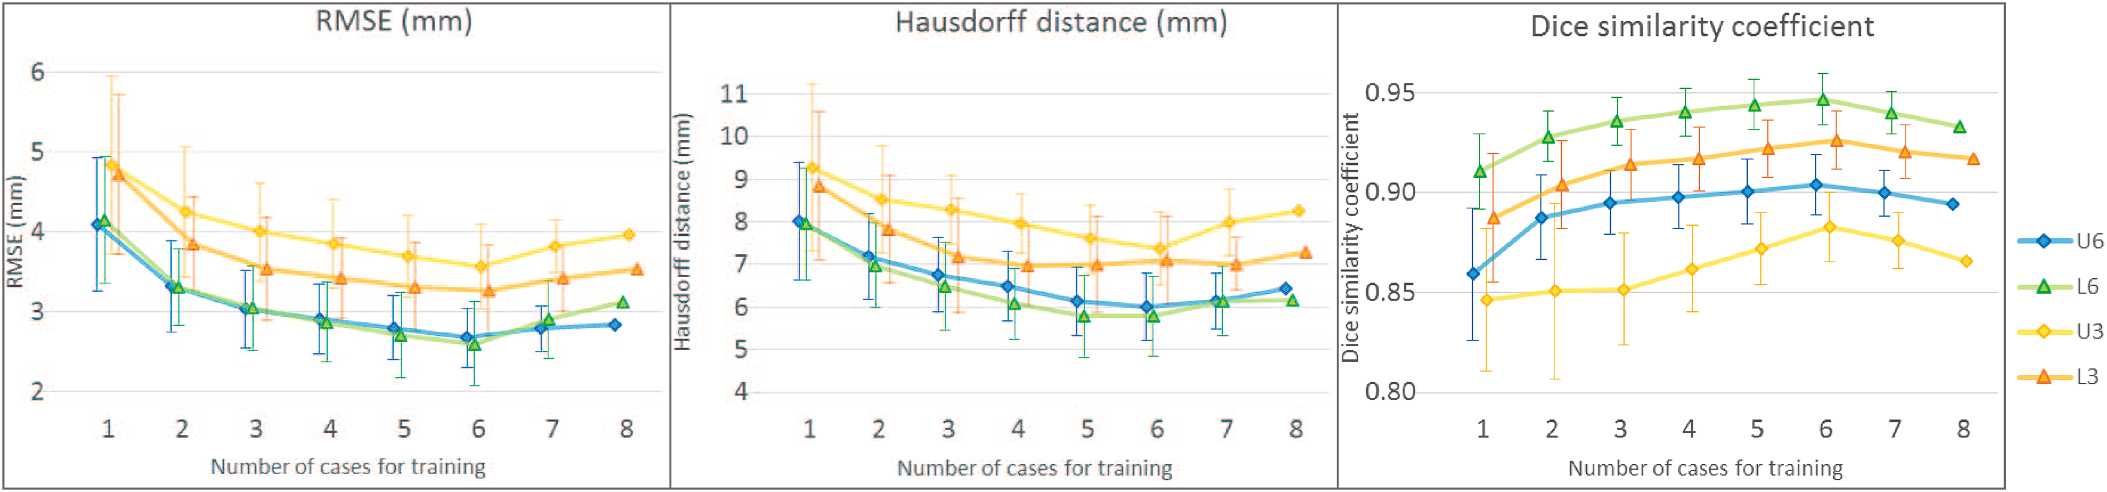 RMSE (mm)
6
5
4
3
2
RMSE (mm)
1 2 3 4 5 6 7 8
Number of cases for training
Hausdorff distance (mm)
11
10
9
8
7
6
5
4
Hausdorff distance (mm)
1 2 3 4 5 6 7 8
Number of cases for training
Dice similarity coefficient
0.95
0.90
0.85
0.80
Dice similarity coefficient
1 2 3 4 5 6 7 8
Number of cases for training
U6
L6
U3
L3